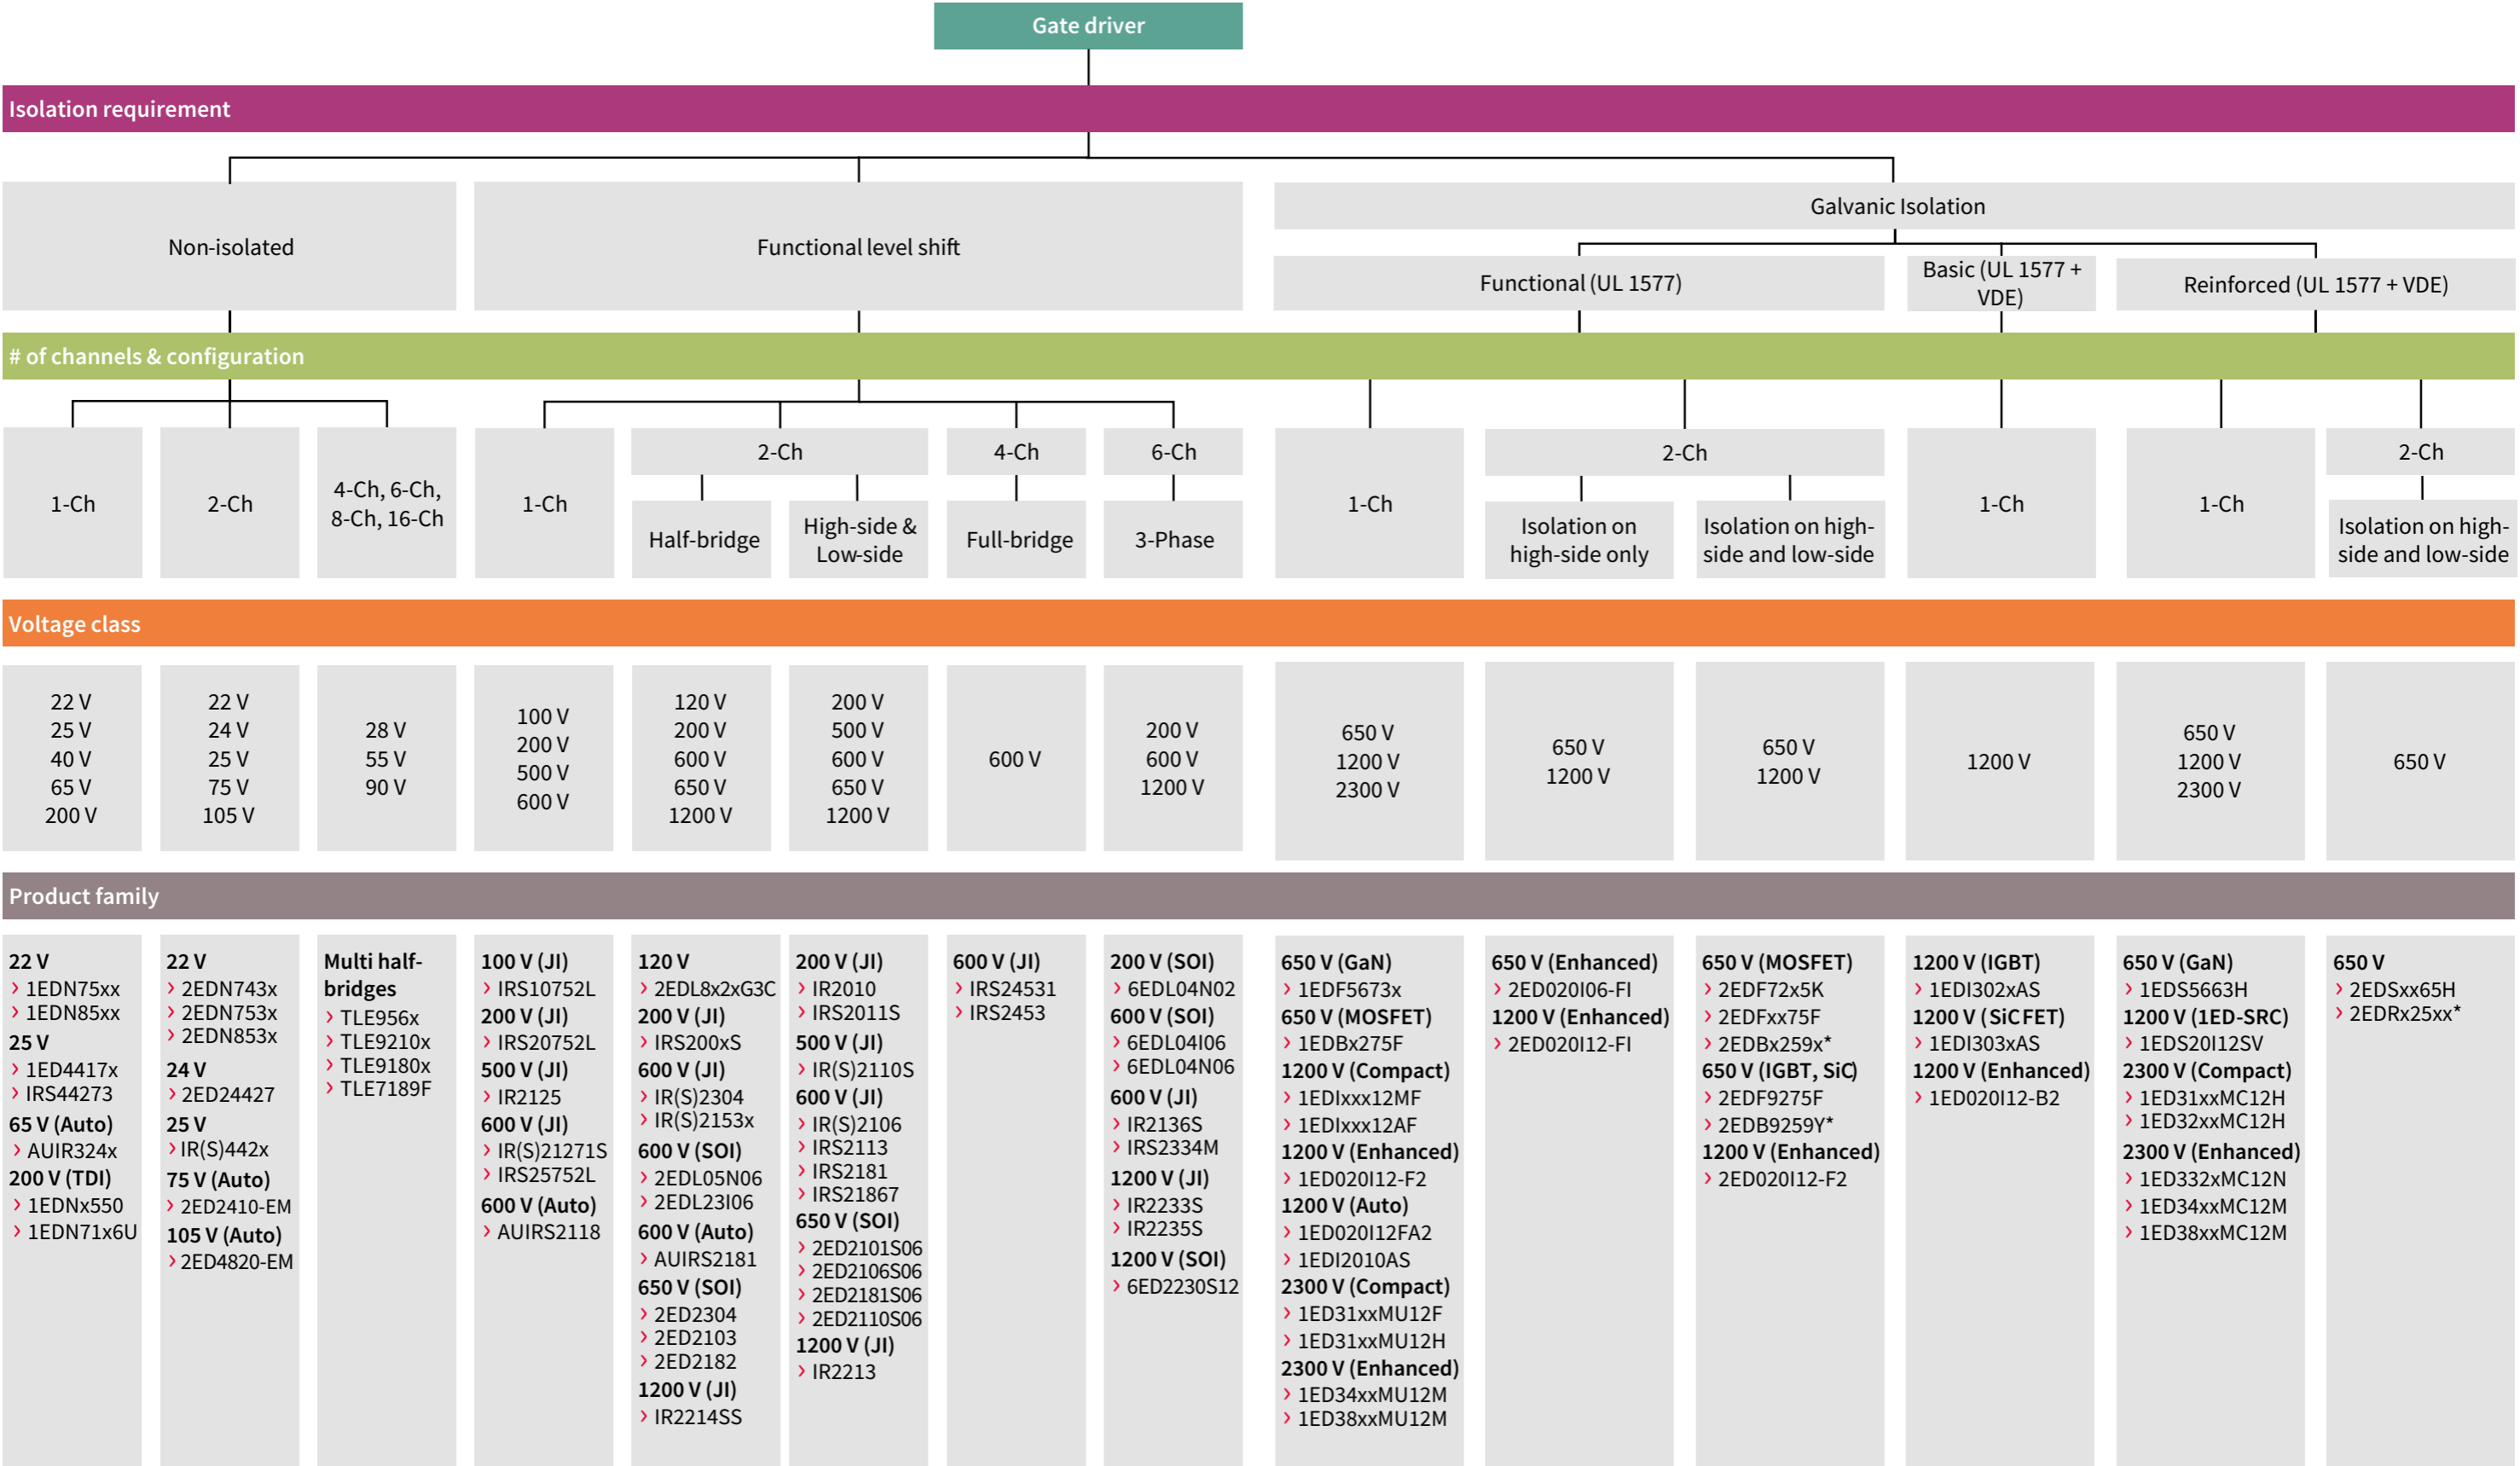 Gate driver
Isolation requirement
Non-isolated
Functional level shift
Galvanic Isolation
Functional (UL 1577)
Basic (UL 1577 +
VDE)
Reinforced (UL 1577 + VDE)
# of channels & configuration
1-Ch
2-Ch
4-Ch, 6-Ch,
8-Ch, 16-Ch
1-Ch
2-Ch
Half-bridge
High-side &
Low-side
4-Ch
Full-bridge
6-Ch
3-Phase
1-Ch
2-Ch
Isolation on
high-side only
Isolation on high-
side and low-side
1-Ch
1-Ch
2-Ch
Isolation on high-
side and low-side
Voltage class
22 V
25 V
40 V
65 V
200 V
22 V
24 V
25 V
75 V
105 V
28 V
55 V
90 V
100 V
200 V
500 V
600 V
120 V
200 V
600 V
650 V
1200 V
200 V
500 V
600 V
650 V
1200 V
600 V
200 V
600 V
1200 V
650 V
1200 V
2300 V
650 V
1200 V
650 V
1200 V
1200 V
650 V
1200 V
2300 V
650 V
Product family
22 V
› 1EDN75xx
› 1EDN85xx
25 V
› 1ED4417x
› IRS44273
65 V (Auto)
› AUIR324x
200 V (TDI)
› 1EDNx550
› 1EDN71x6U
22 V
› 2EDN743x
› 2EDN753x
› 2EDN853x
24 V
› 2ED24427
25 V
› IR(S)442x
75 V (Auto)
› 2ED2410-EM
105 V (Auto)
› 2ED4820-EM
Multi half-
bridges
› TLE956x
› TLE9210x
› TLE9180x
› TLE7189F
100 V (JI)
› IRS10752L
200 V (JI)
› IRS20752L
500 V (JI)
› IR2125
600 V (JI)
› IR(S)21271S
› IRS25752L
600 V (Auto)
› AUIRS2118
120 V
› 2EDL8x2xG3C
200 V (JI)
› IRS200xS
600 V (JI)
› IR(S)2304
› IR(S)2153x
600 V (SOI)
› 2EDL05N06
› 2EDL23I06
600 V (Auto)
› AUIRS2181
650 V (SOI)
› 2ED2304
› 2ED2103
› 2ED2182
1200 V (JI)
› IR2214SS
200 V (JI)
› IR2010
› IRS2011S
500 V (JI)
› IR(S)2110S
600 V (JI)
› IR(S)2106
› IRS2113
› IRS2181
› IRS21867
650 V (SOI)
› 2ED2101S06
› 2ED2106S06
› 2ED2181S06
› 2ED2110S06
1200 V (JI)
› IR2213
600 V (JI)
› IRS24531
› IRS2453
200 V (SOI)
› 6EDL04N02
600 V (SOI)
› 6EDL04I06
› 6EDL04N06
600 V (JI)
› IR2136S
› IRS2334M
1200 V (JI)
› IR2233S
› IR2235S
1200 V (SOI)
› 6ED2230S12
650 V (GaN)
› 1EDF5673x
650 V (MOSFET)
› 1EDBx275F
1200 V (Compact)
› 1EDIxxx12MF
› 1EDIxxx12AF
1200 V (Enhanced)
› 1ED020I12-F2
1200 V (Auto)
› 1ED020I12FA2
› 1EDI2010AS
2300 V (Compact)
› 1ED31xxMU12F
› 1ED31xxMU12H
2300 V (Enhanced)
› 1ED34xxMU12M
› 1ED38xxMU12M
650 V (Enhanced)
› 2ED020I06-FI
1200 V (Enhanced)
› 2ED020I12-FI
650 V (MOSFET)
› 2EDF72x5K
› 2EDFxx75F
› 2EDBx259x*
650 V (IGBT, SiC)
› 2EDF9275F
› 2EDB9259Y*
1200 V (Enhanced)
› 2ED020I12-F2
1200 V (IGBT)
› 1EDI302xAS
1200 V (SiC FET)
› 1EDI303xAS
1200 V (Enhanced)
› 1ED020I12-B2
650 V (GaN)
› 1EDS5663H
1200 V (1ED-SRC)
› 1EDS20I12SV
2300 V (Compact)
› 1ED31xxMC12H
› 1ED32xxMC12H
2300 V (Enhanced)
› 1ED332xMC12N
› 1ED34xxMC12M
› 1ED38xxMC12M
650 V
› 2EDSxx65H
› 2EDRx25xx*